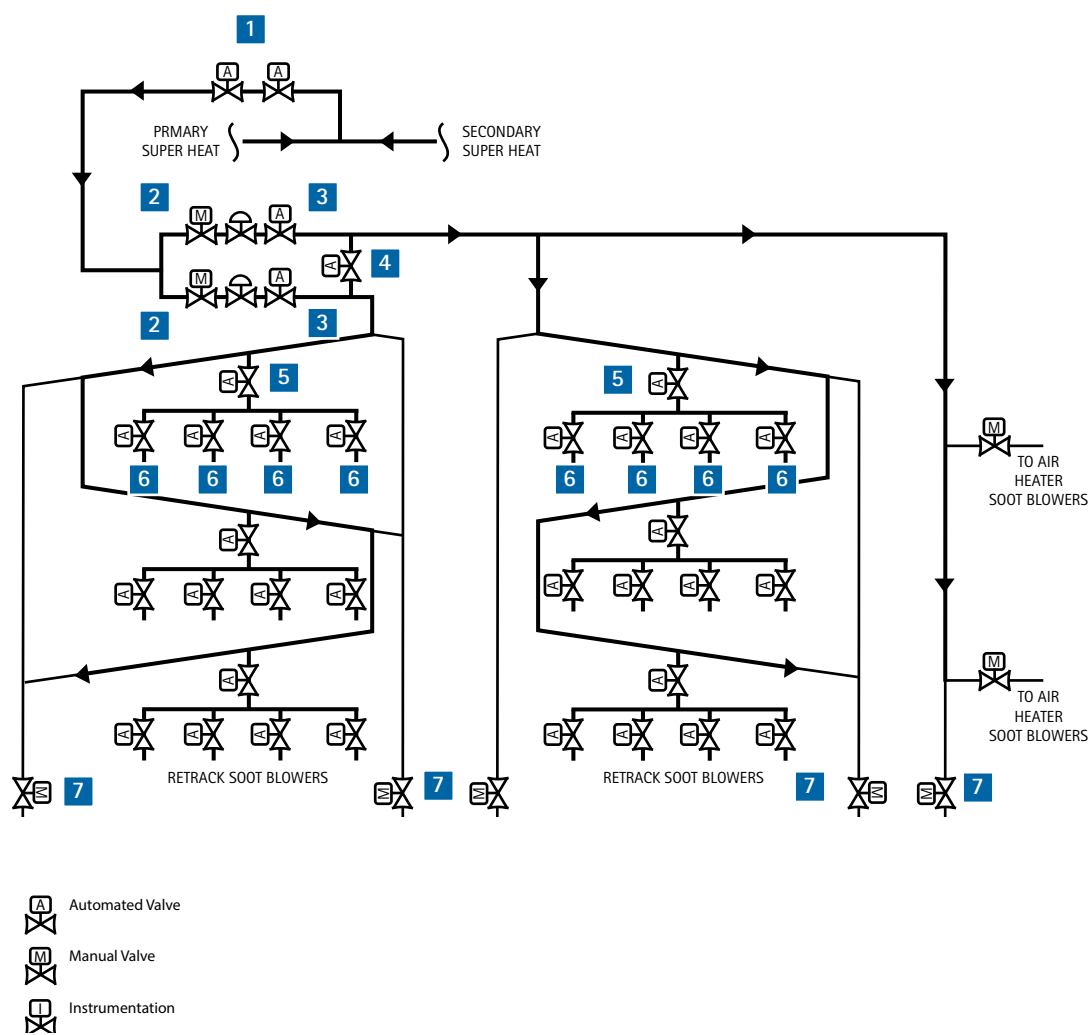 1
A A
PRMARY
SUPER HEAT
SECONDARY
SUPER HEAT
2 3
M A
A 4
M A
2 3
A 5
A 5
A A A A
A A A A
M
6 6 6 6
6 6 6 6
TO AIR
HEATER
SOOT BLOWERS
A
A
A A A A
A A A A
A
A
M
TO AIR
HEATER
SOOT BLOWERS
A A A A
A A A A
RETRACK SOOT BLOWERS
RETRACK SOOT BLOWERS
M 7
M 7
M
7 M
M 7
A Automated Valve
M Manual Valve
I Instrumentation